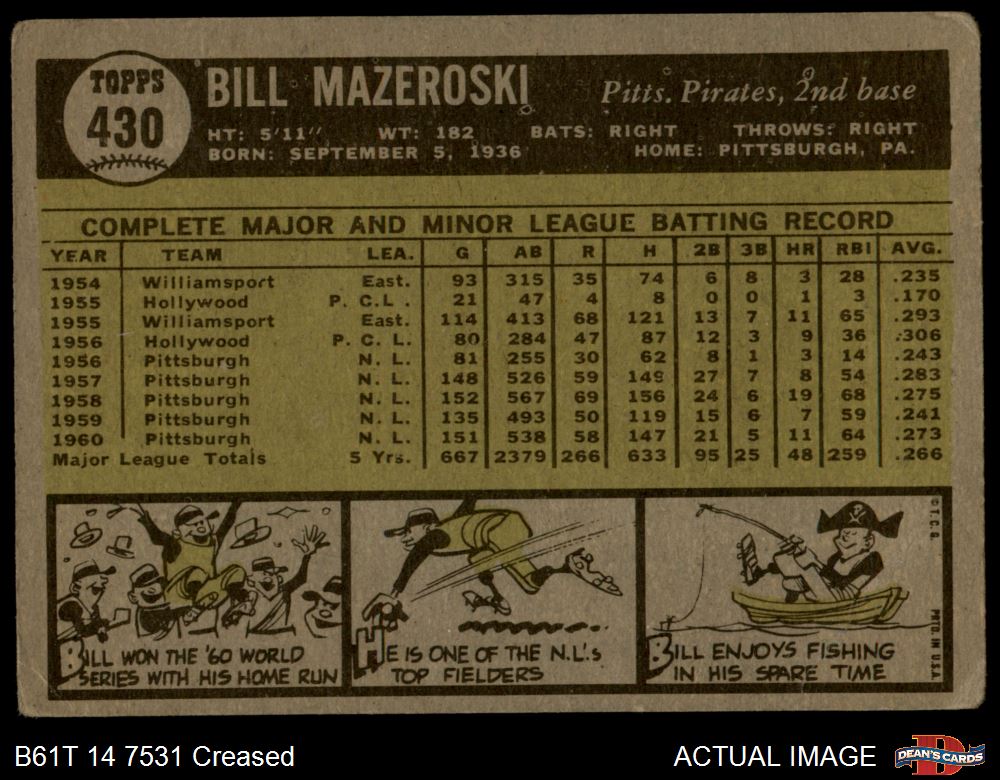 TOPPS
430
BILL MAZEROSKI
Pitts. Pirates, 2nd base
HT: 5'11" WT: 182 BATS: RIGHT THROWS: RIGHT
BORN: SEPTEMBER 5, 1936 HOME: PITTSBURGH, PA.
COMPLETE MAJOR AND MINOR LEAGUE BATTING RECORD
YEAR TEAM LEA. G AB R H 2B 3B HR RBI AVG.
1954 Williamsport East. 93 315 35 74 6 8 3 28 .235
1955 Hollywood P. C.L. 21 47 4 8 0 0 1 3 .170
1955 Williamsport East. 114 413 68 121 13 7 11 65 .293
1956 Hollywood P. C. L. 80 284 47 87 12 3 9 36 .306
1956 Pittsburgh N. L. 81 255 30 62 8 1 3 14 .243
1957 Pittsburgh N. L. 148 526 59 149 27 7 8 54 .283
1958 Pittsburgh N. L. 152 567 69 156 24 6 19 68 .275
1959 Pittsburgh N. L. 135 493 50 119 15 6 7 59 .241
1960 Pittsburgh N. L. 151 538 58 147 21 5 11 64 .273
Major League Totals 5 Yrs. 667 2379 266 633 95 25 48 259 .266
BILL WON THE '60 WORLD
SERIES WITH HIS HOME RUN
HE IS ONE OF THE N.L.'s
TOP FIELDERS
BILL ENJOYS FISHING
IN HIS SPARE TIME
© T.C.G.
PRTD. IN U.S.A.
B61T 14 7531 Creased
ACTUAL IMAGE
DEAN'S CARDS